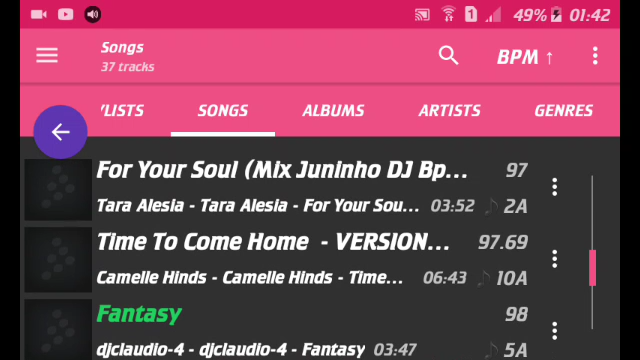 1 49% 01:42
Songs
37 tracks
BPM ↑
YLISTS SONGS ALBUMS ARTISTS GENRES
For Your Soul (Mix Juninho DJ Bp... 97
Tara Alesia - Tara Alesia - For Your Sou... 03:52 2A
Time To Come Home - VERSION... 97.69
Camelle Hinds - Camelle Hinds - Time... 06:43 10A
Fantasy 98
djclaudio-4 - djclaudio-4 - Fantasy 03:47 5A